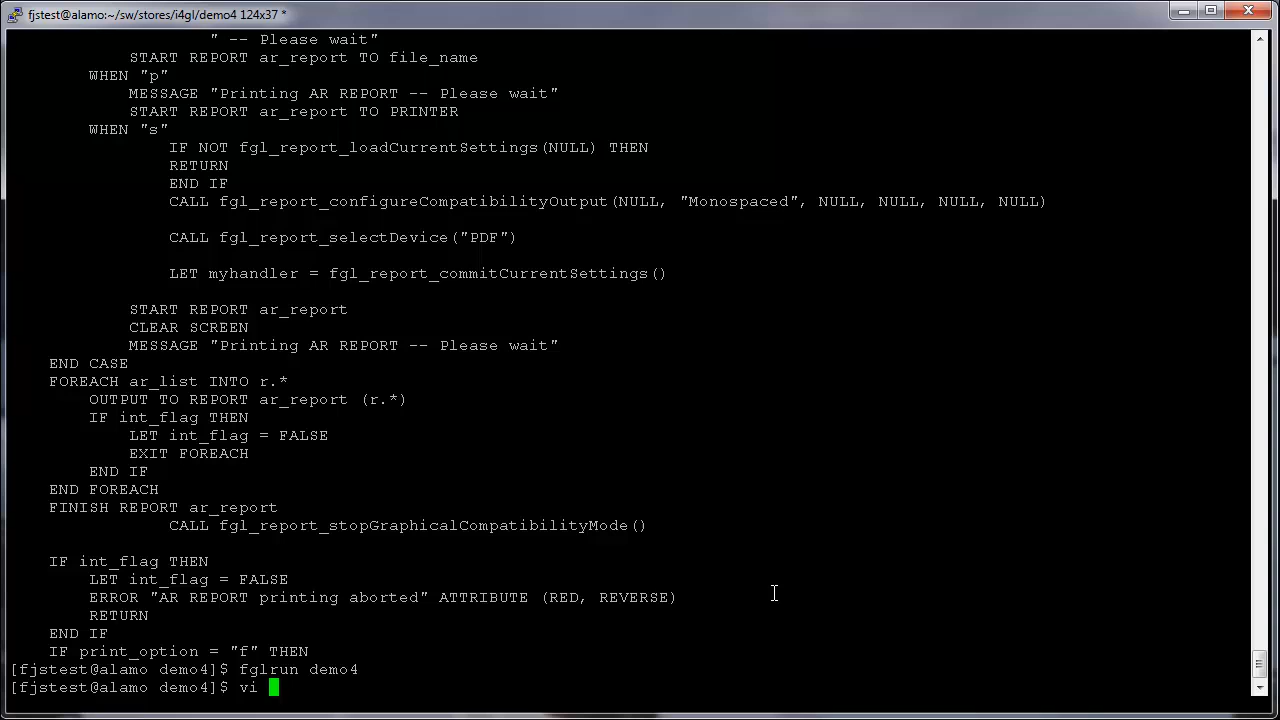 fjstest@alamo:~/sw/stores/i4gl/demo4 124x37 *
" -- Please wait"
START REPORT ar_report TO file_name
WHEN "p"
MESSAGE "Printing AR REPORT -- Please wait"
START REPORT ar_report TO PRINTER
WHEN "s"
IF NOT fgl_report_loadCurrentSettings(NULL) THEN
RETURN
END IF
CALL fgl_report_configureCompatibilityOutput(NULL, "Monospaced", NULL, NULL, NULL, NULL)
CALL fgl_report_selectDevice("PDF")
LET myhandler = fgl_report_commitCurrentSettings()
START REPORT ar_report
CLEAR SCREEN
MESSAGE "Printing AR REPORT -- Please wait"
END CASE
FOREACH ar_list INTO r.*
OUTPUT TO REPORT ar_report (r.*)
IF int_flag THEN
LET int_flag = FALSE
EXIT FOREACH
END IF
END FOREACH
FINISH REPORT ar_report
CALL fgl_report_stopGraphicalCompatibilityMode()
IF int_flag THEN
LET int_flag = FALSE
ERROR "AR REPORT printing aborted" ATTRIBUTE (RED, REVERSE)
RETURN
END IF
IF print_option = "f" THEN
[fjstest@alamo demo4]$ fglrun demo4
[fjstest@alamo demo4]$ vi